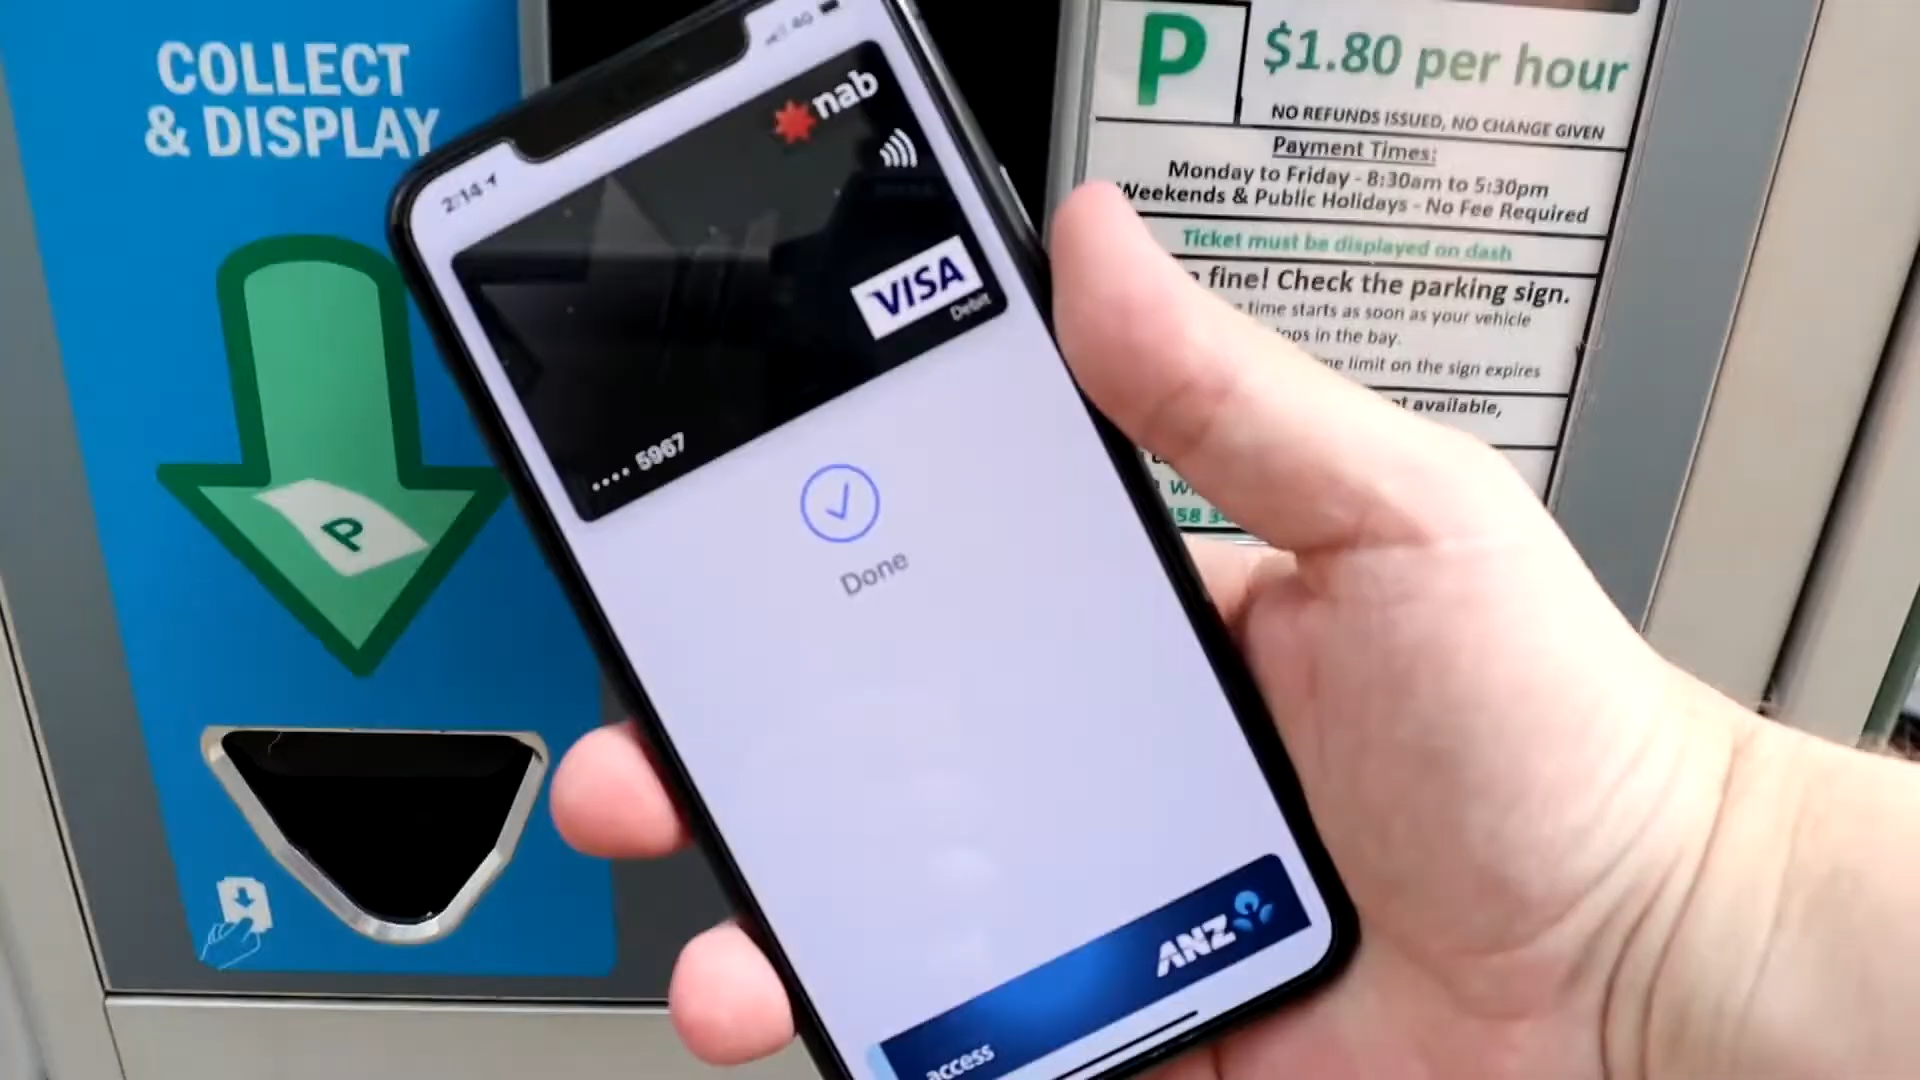 COLLECT
& DISPLAY
P
2:14
4G
nab
VISA
Debit
•••• 5967
Done
ANZ
access
P
$1.80 per hour
NO REFUNDS ISSUED, NO CHANGE GIVEN
Payment Times:
Monday to Friday - 8:30am to 5:30pm
Weekends & Public Holidays - No Fee Required
Ticket must be displayed on dash
fine! Check the parking sign.
time starts as soon as your vehicle
in the bay.
limit on the sign expires
available,